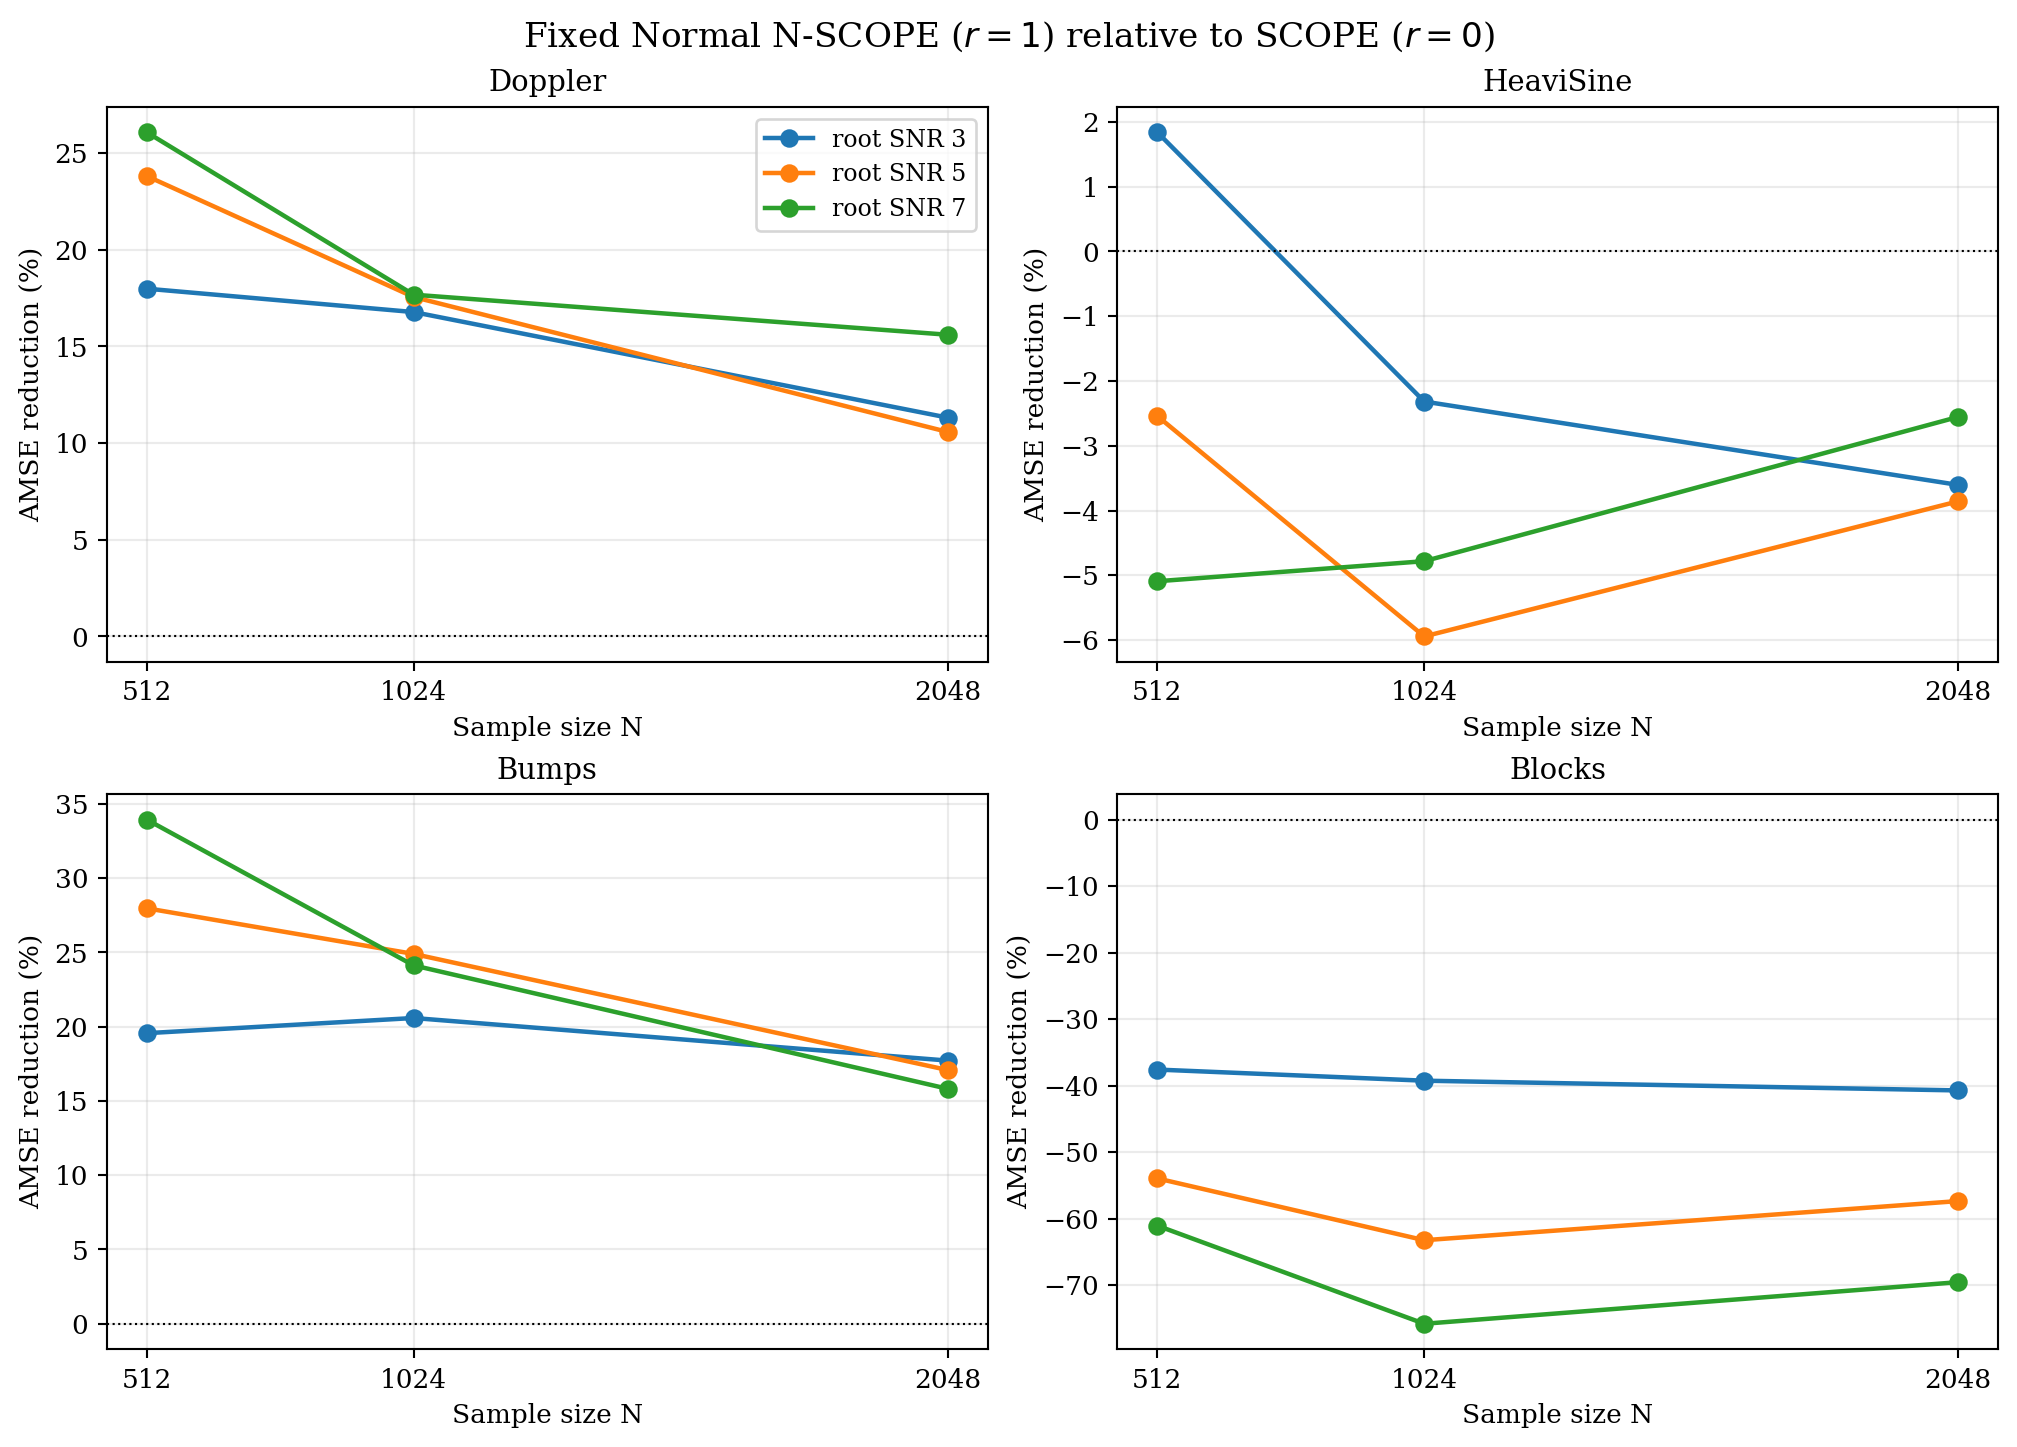 Fixed Normal N-SCOPE (r = 1) relative to SCOPE (r = 0)
Doppler
AMSE reduction (%)
25
20
15
10
5
0
root SNR 3
root SNR 5
root SNR 7
512 1024 2048
Sample size N
HeaviSine
AMSE reduction (%)
2
1
0
−1
−2
−3
−4
−5
−6
512 1024 2048
Sample size N
Bumps
AMSE reduction (%)
35
30
25
20
15
10
5
0
512 1024 2048
Sample size N
Blocks
AMSE reduction (%)
0
−10
−20
−30
−40
−50
−60
−70
512 1024 2048
Sample size N